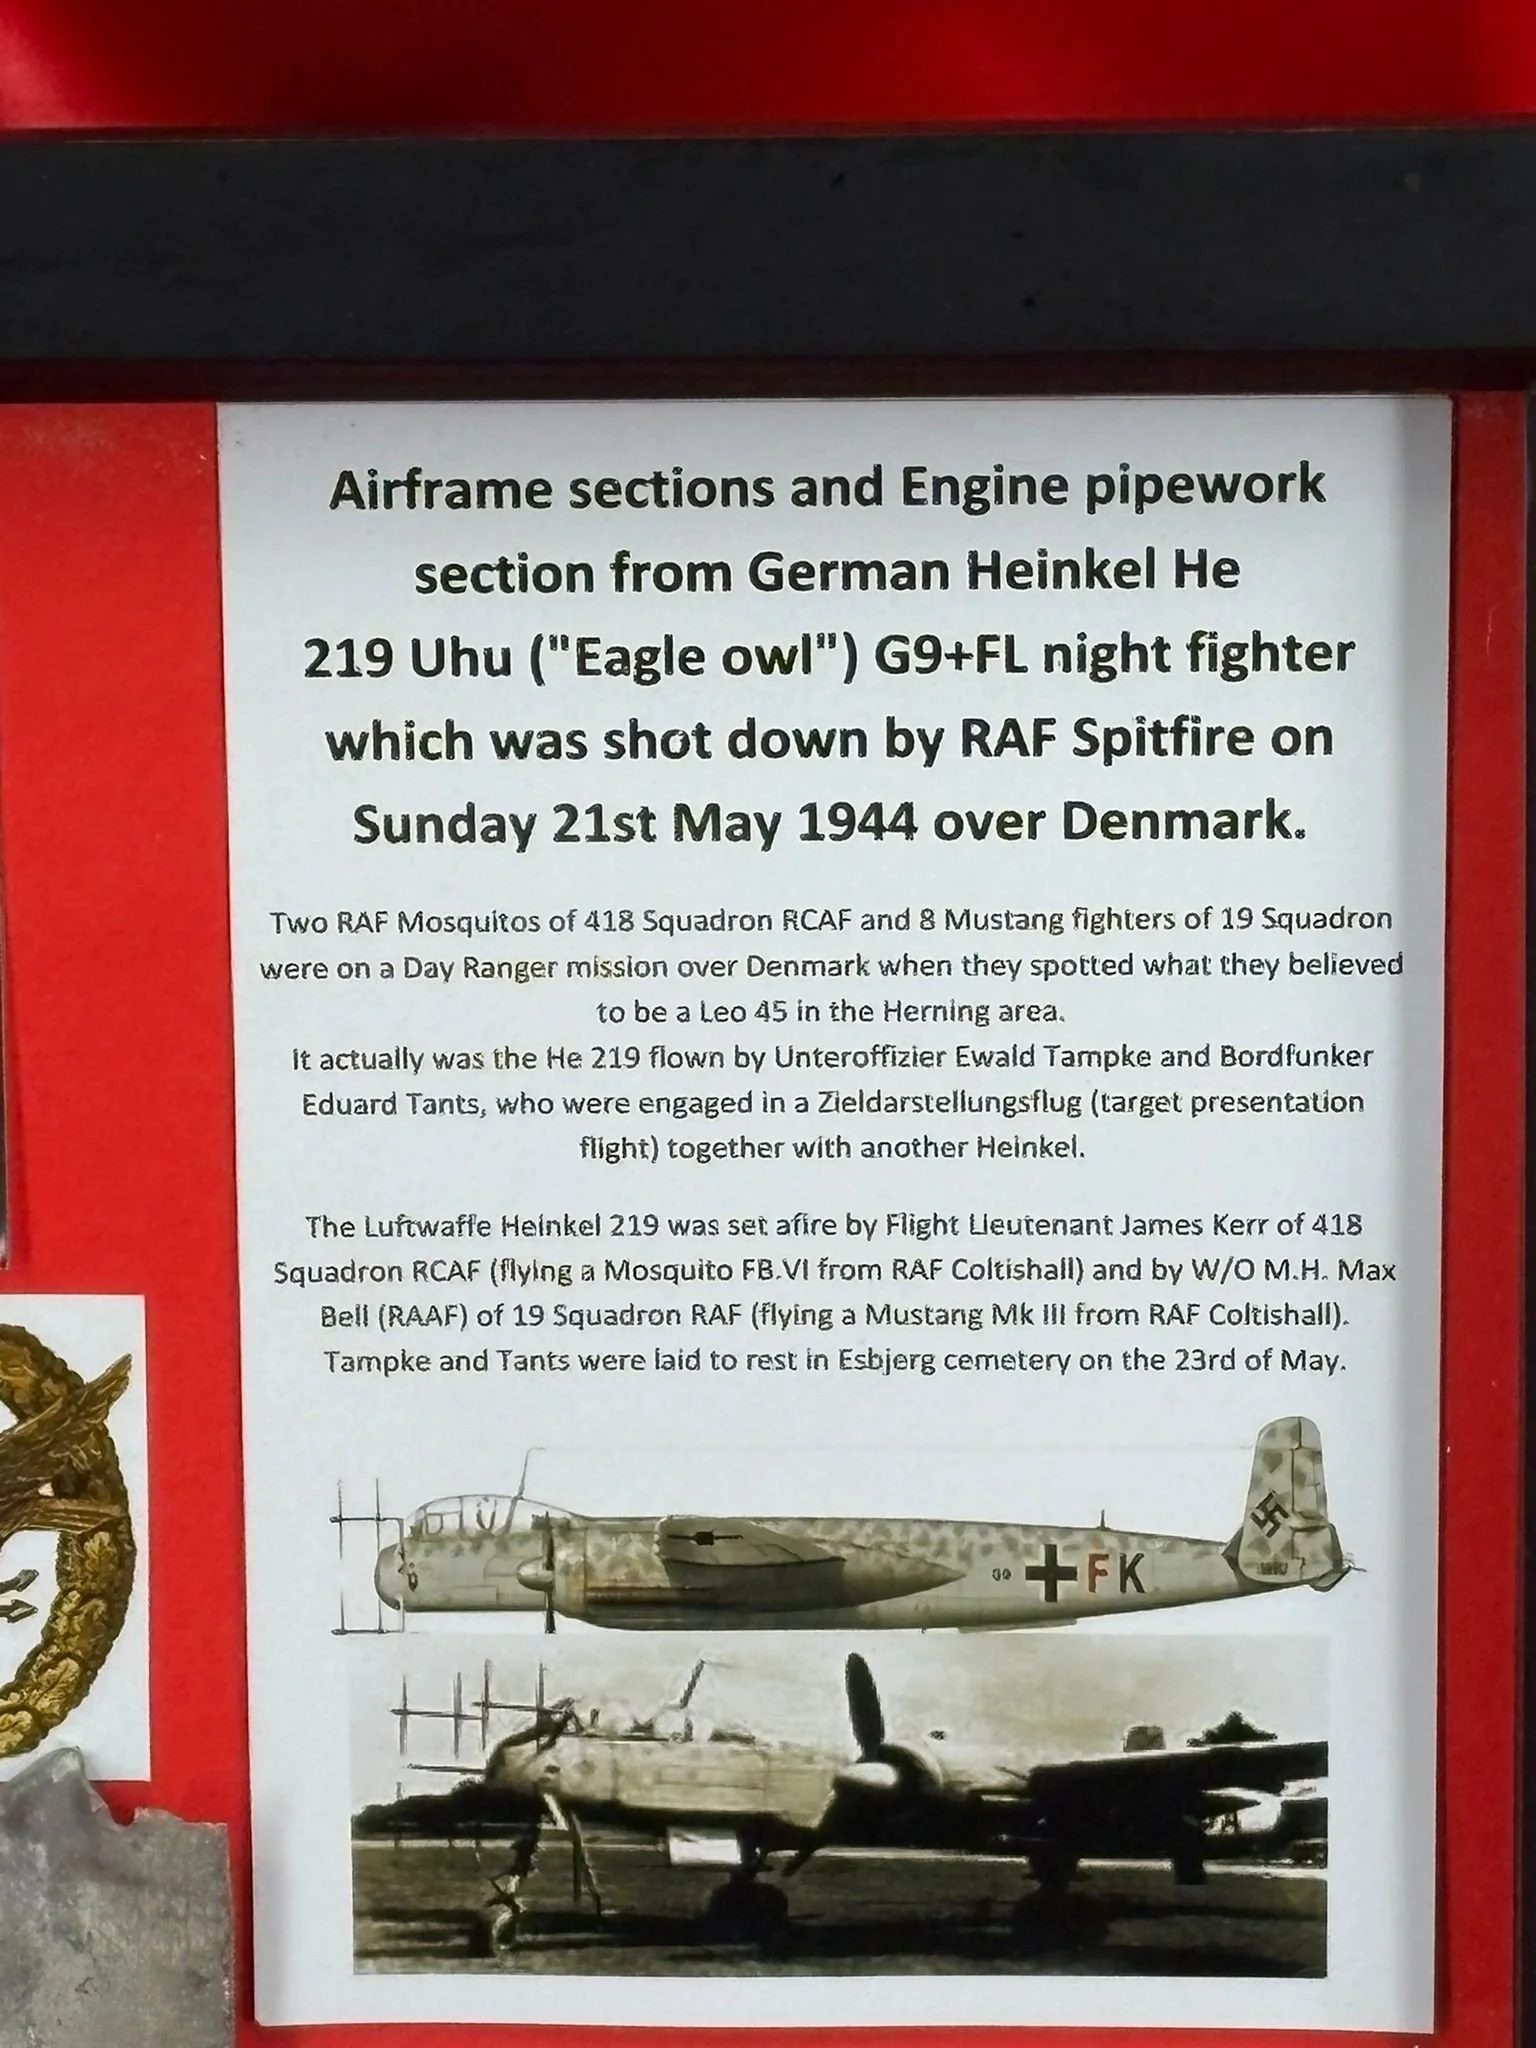 Airframe sections and Engine pipework
section from German Heinkel He
219 Uhu ("Eagle owl") G9+FL night fighter
which was shot down by RAF Spitfire on
Sunday 21st May 1944 over Denmark.
Two RAF Mosquitos of 418 Squadron RCAF and 8 Mustang fighters of 19 Squadron
were on a Day Ranger mission over Denmark when they spotted what they believed
to be a Leo 45 in the Herning area.
It actually was the He 219 flown by Unteroffizier Ewald Tampke and Bordfunker
Eduard Tants, who were engaged in a Zieldarstellungsflug (target presentation
flight) together with another Heinkel.
The Luftwaffe Heinkel 219 was set afire by Flight Lieutenant James Kerr of 418
Squadron RCAF (flying a Mosquito FB.VI from RAF Coltishall) and by W/O M.H. Max
Bell (RAAF) of 19 Squadron RAF (flying a Mustang Mk III from RAF Coltishall).
Tampke and Tants were laid to rest in Esbjerg cemetery on the 23rd of May.
FK